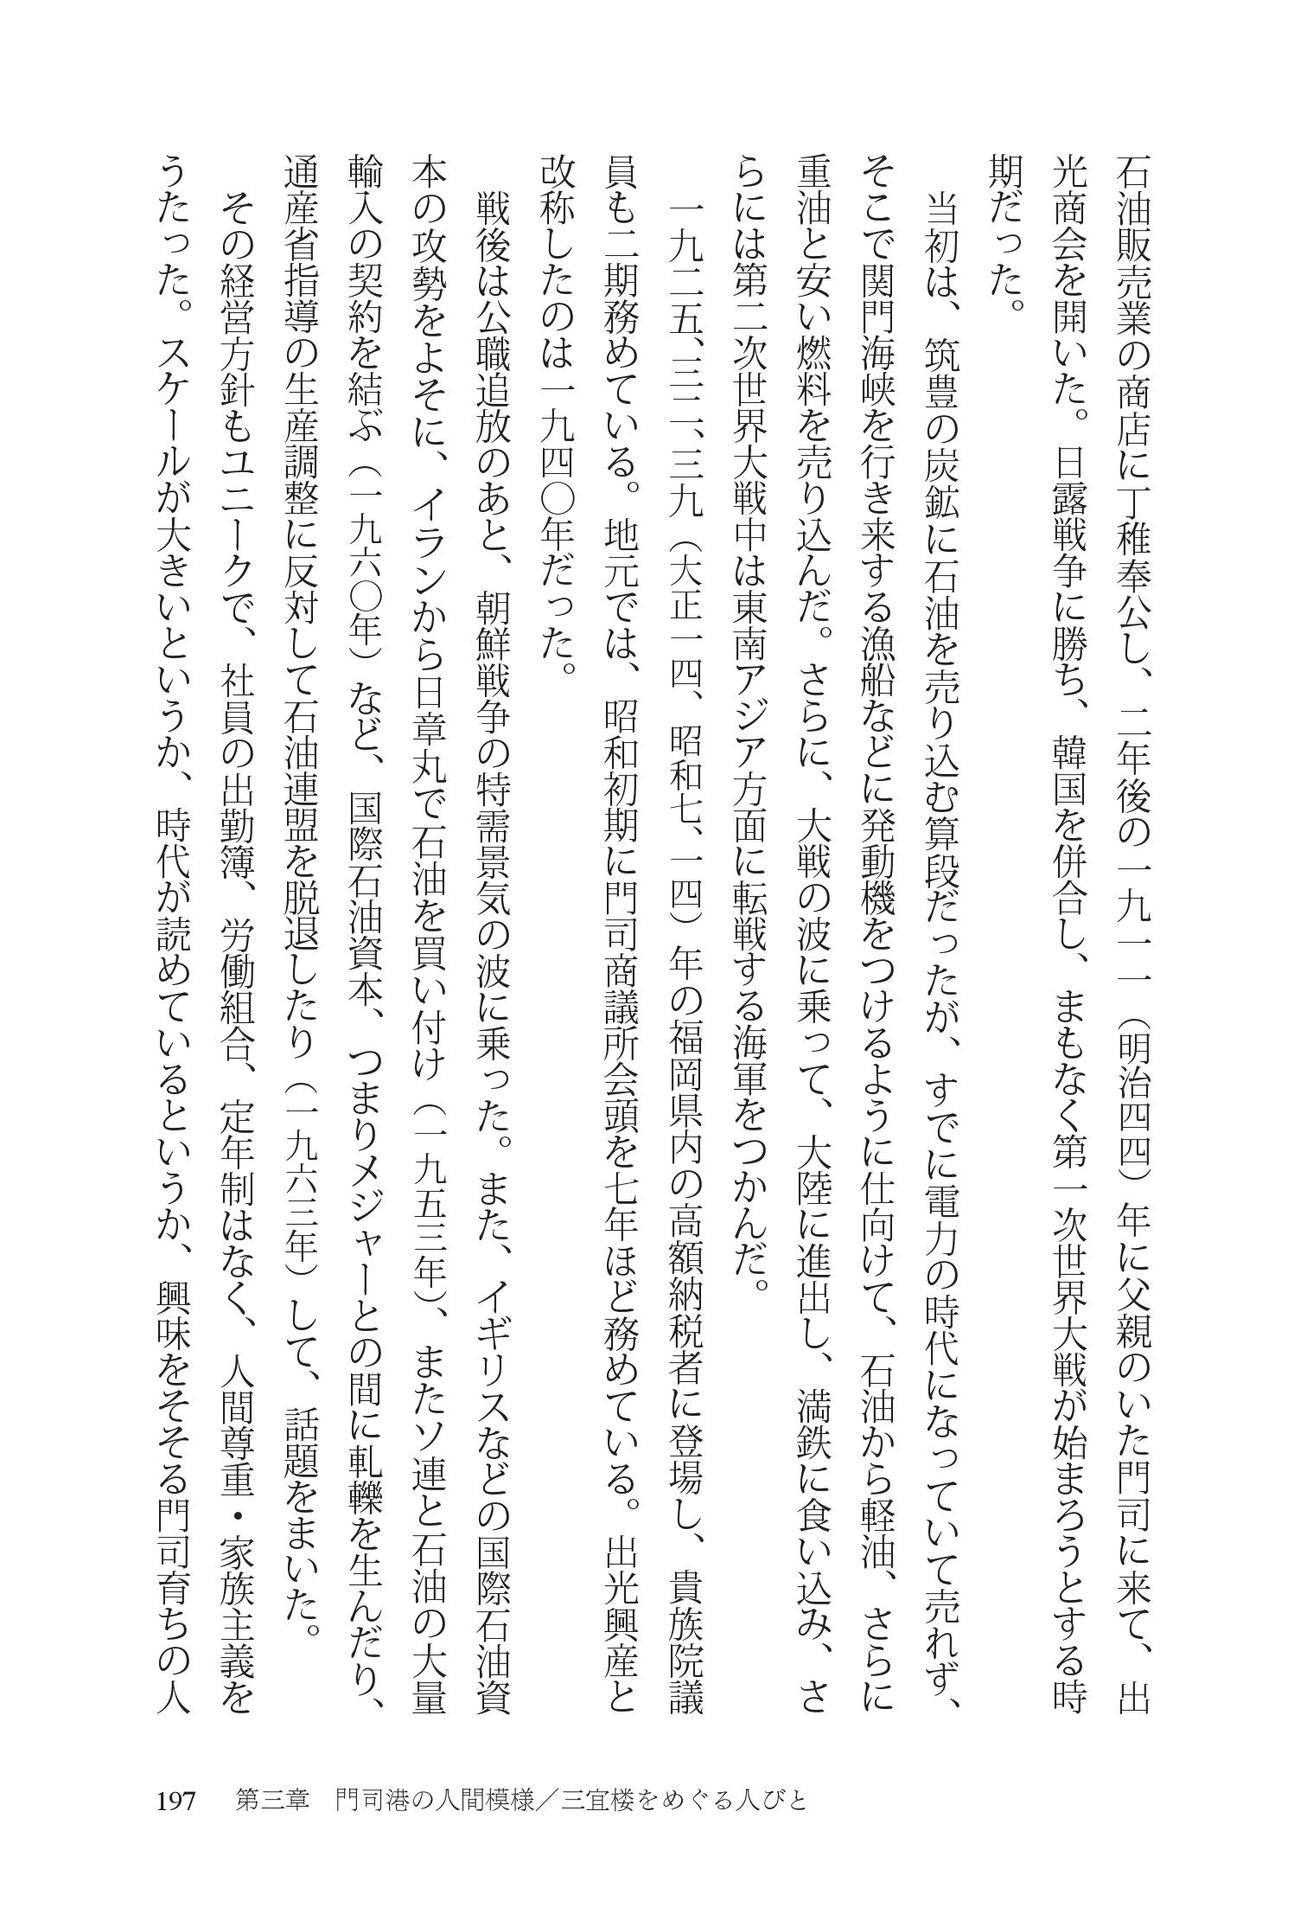 石油販売業の商店に丁稚奉公し、二年後の一九一一（明治四四）年に父親のいた門司に来て、出
光商会を開いた。日露戦争に勝ち、韓国を併合し、まもなく第一次世界大戦が始まろうとする時
期だった。
当初は、筑豊の炭鉱に石油を売り込む算段だったが、すでに電力の時代になっていて売れず、
そこで関門海峡を行き来する漁船などに発動機をつけるように仕向けて、石油から軽油、さらに
重油と安い燃料を売り込んだ。さらに、大戦の波に乗って、大陸に進出し、満鉄に食い込み、さ
らには第二次世界大戦中は東南アジア方面に転戦する海軍をつかんだ。
一九二五、三二、三九（大正一四、昭和七、一四）年の福岡県内の高額納税者に登場し、貴族院議
員も二期務めている。地元では、昭和初期に門司商議所会頭を七年ほど務めている。出光興産と
改称したのは一九四〇年だった。
戦後は公職追放のあと、朝鮮戦争の特需景気の波に乗った。また、イギリスなどの国際石油資
本の攻勢をよそに、イランから日章丸で石油を買い付け（一九五三年）、またソ連と石油の大量
輸入の契約を結ぶ（一九六〇年）など、国際石油資本、つまりメジャーとの間に軋轢を生んだり、
通産省指導の生産調整に反対して石油連盟を脱退したり（一九六三年）して、話題をまいた。
その経営方針もユニークで、社員の出勤簿、労働組合、定年制はなく、人間尊重・家族主義を
うたった。スケールが大きいというか、時代が読めているというか、興味をそそる門司育ちの人
197 第三章　門司港の人間模様／三宜楼をめぐる人びと